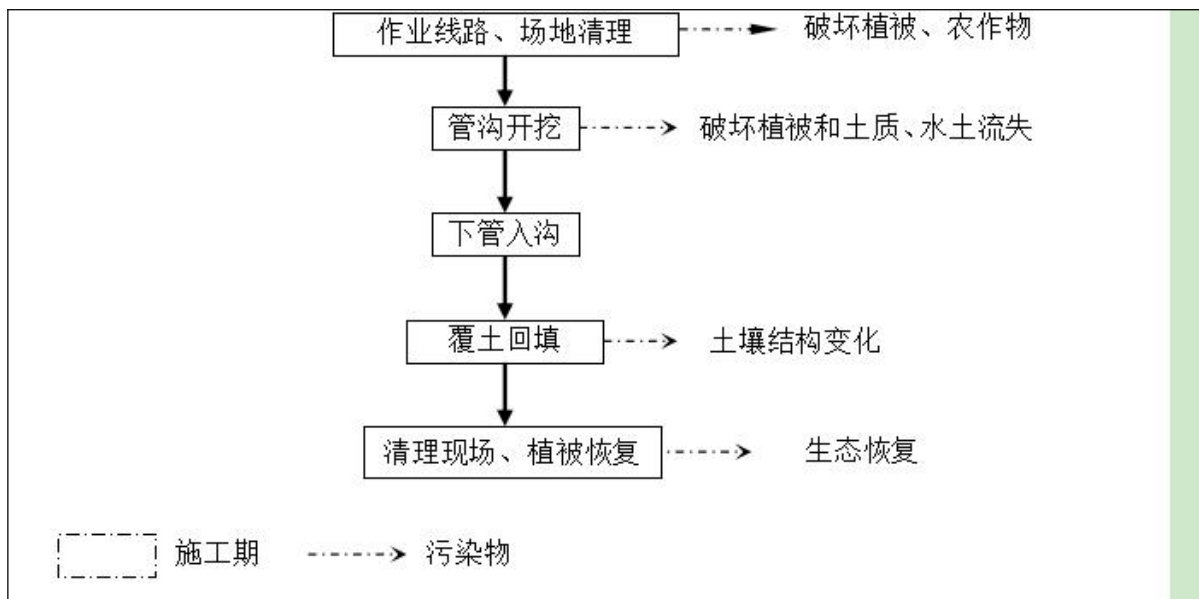 作业线路、场地清理 破坏植被、农作物
管沟开挖 破坏植被和土质、水土流失
下管入沟
覆土回填 土壤结构变化
清理现场、植被恢复 生态恢复
施工期 污染物